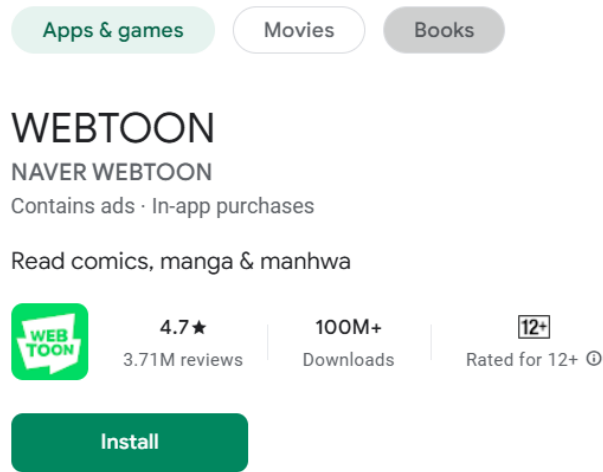 Apps & games Movies Books
WEBTOON
NAVER WEBTOON
Contains ads · In-app purchases
Read comics, manga & manhwa
WEB
TOON
4.7★ 100M+ 12+
3.71M reviews Downloads Rated for 12+
Install